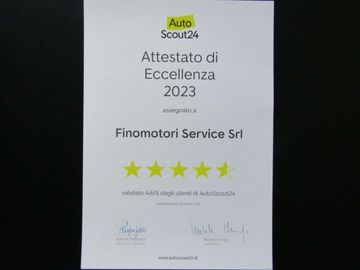 Auto
Scout24
Attestato di
Eccellenza
2023
assegnato a
Finomotori Service Srl
valutato 4.6/5 dagli utenti di AutoScout24
www.autoscout24.it